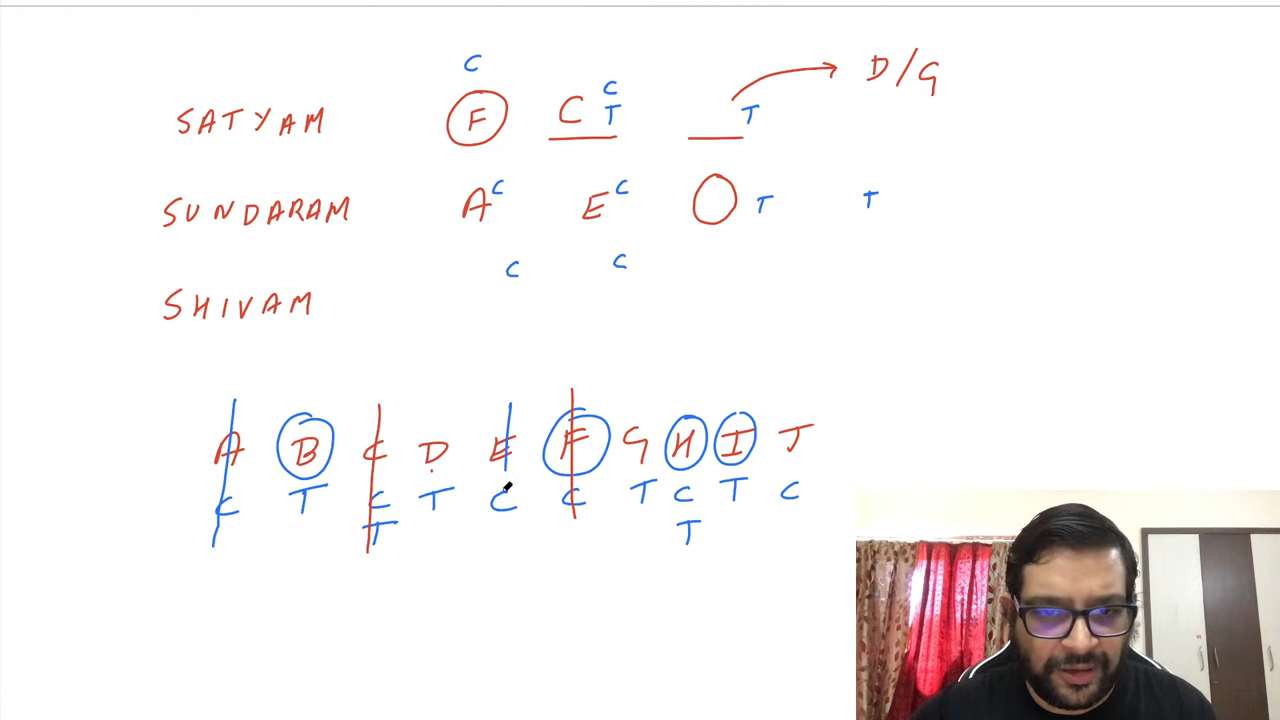 C
SATYAM F C C T T D/G
SUNDARAM A C E C T T
C C
SHIVAM
A B C D E F G H I J
C T C T C C T C T C
T T